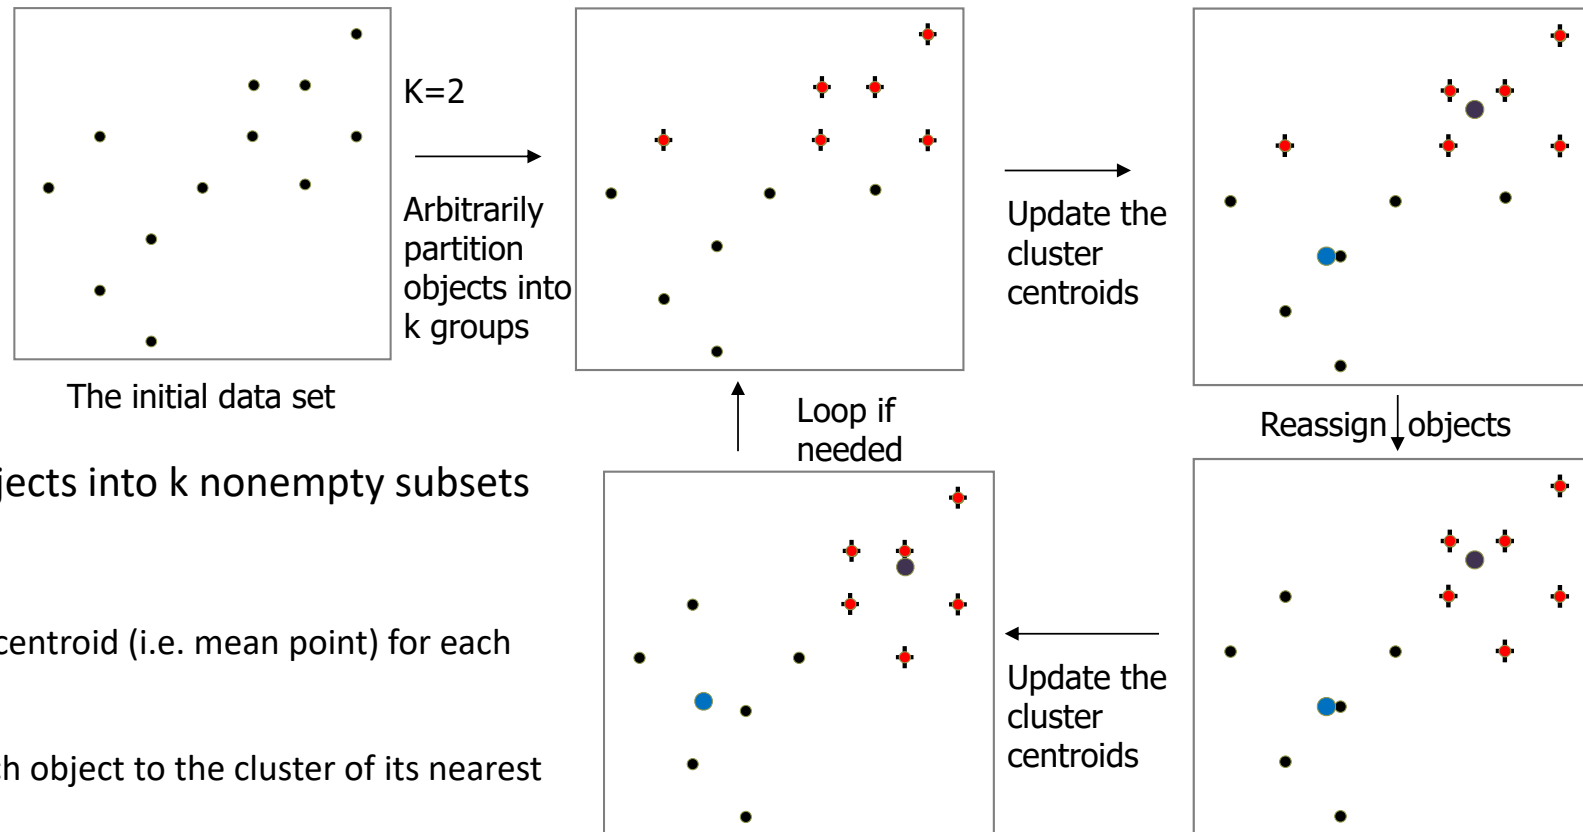 K=2
Arbitrarily
partition
objects into
k groups
Update the
cluster
centroids
The initial data set
Loop if
needed
Reassign objects
jects into k nonempty subsets
centroid (i.e. mean point) for each
Update the
cluster
centroids
ch object to the cluster of its nearest